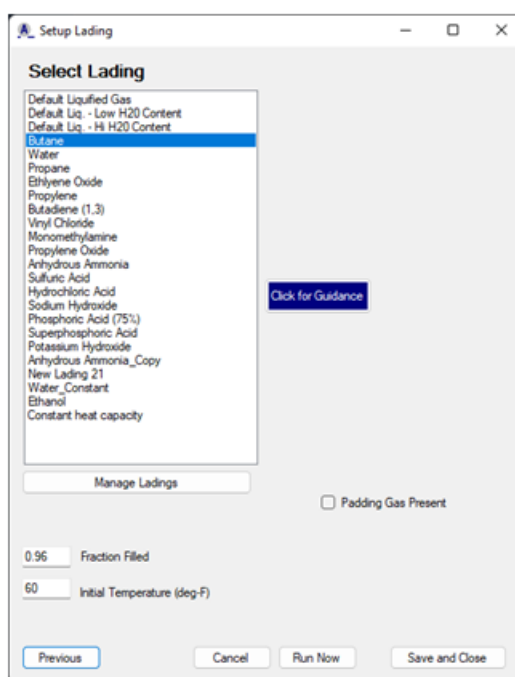 Setup Lading
Select Lading
Default Liquified Gas
Default Liq. - Low H20 Content
Default Liq. - Hi H20 Content
Butane
Water
Propane
Ethlyene Oxide
Propylene
Butadiene (1,3)
Vinyl Chloride
Monomethylamine
Propylene Oxide
Anhydrous Ammonia
Sulfuric Acid
Hydrochloric Acid
Sodium Hydroxide
Phosphoric Acid (75%)
Superphosphoric Acid
Potassium Hydroxide
Anhydrous Ammonia_Copy
New Lading 21
Water_Constant
Ethanol
Constant heat capacity
Click for Guidance
Manage Ladings
Padding Gas Present
0.96 Fraction Filled
60 Initial Temperature (deg-F)
Previous Cancel Run Now Save and Close